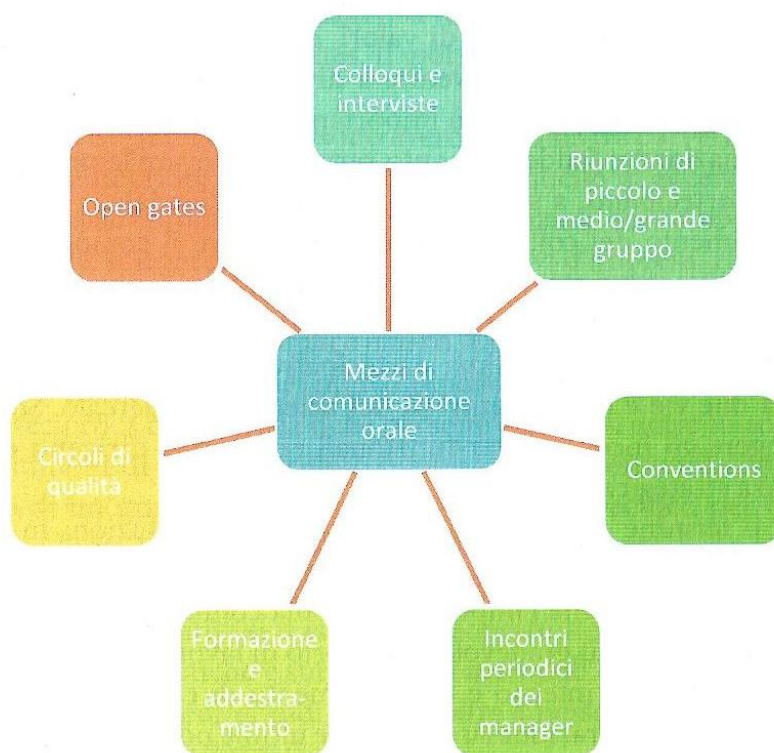 Colloqui e
interviste
Riunzioni di
piccolo e
medio/grande
gruppo
Open gates
Mezzi di
comunicazione
orale
Conventions
Circoli di
qualità
Formazione
e
addestra-
mento
Incontri
periodici
dei
manager